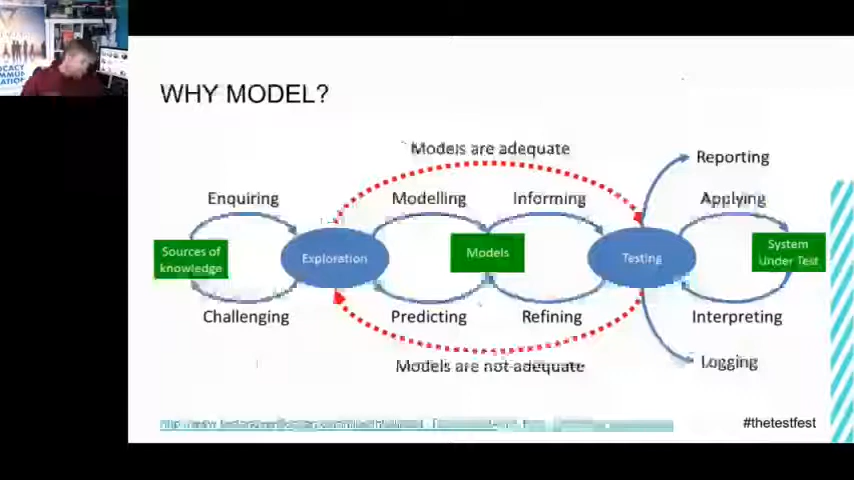 WHY MODEL?
Models are adequate
Reporting
Enquiring
Modelling
Informing
Applying
Sources of
knowledge
Exploration
Models
Testing
System
Under Test
Challenging
Predicting
Refining
Interpreting
Models are not adequate
Logging
#thetestfest